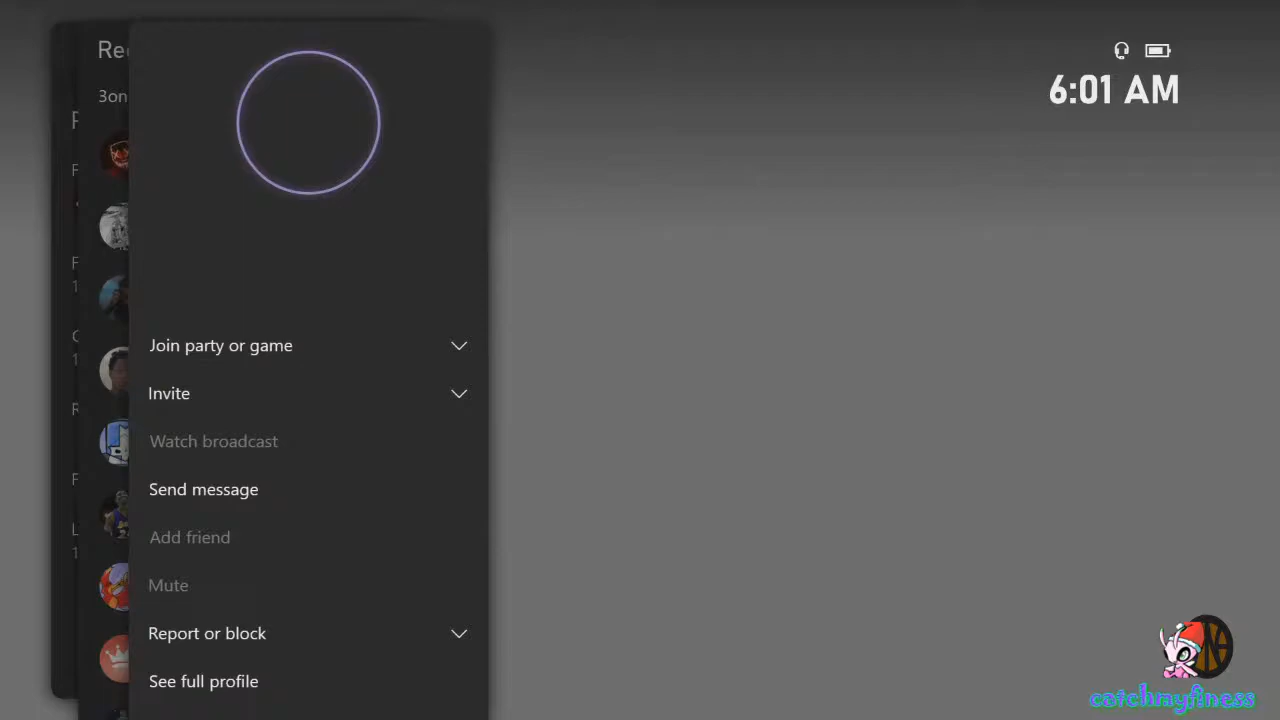 6:01 AM
Join party or game
Invite
Watch broadcast
Send message
Add friend
Mute
Report or block
See full profile
catchmyfiness